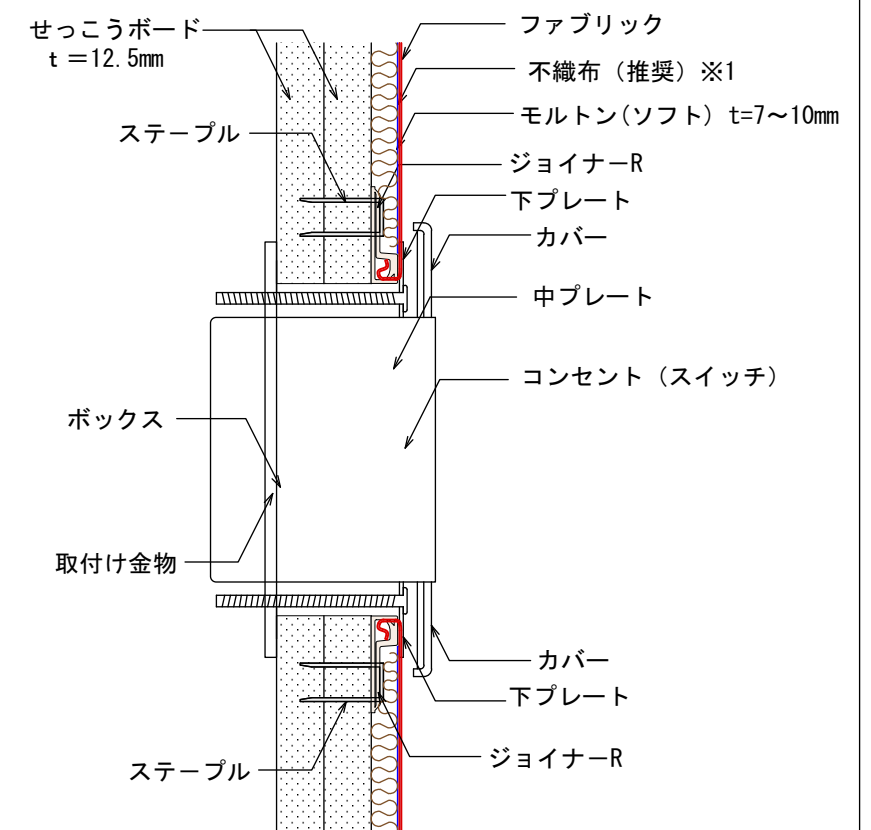 せっこうボード
t=12.5mm
ファブリック
不織布(推奨)※1
モルトン(ソフト) t=7〜10mm
ステープル
ジョイナーR
下プレート
カバー
中プレート
コンセント(スイッチ)
ボックス
取付け金物
カバー
下プレート
ジョイナーR
ステープル